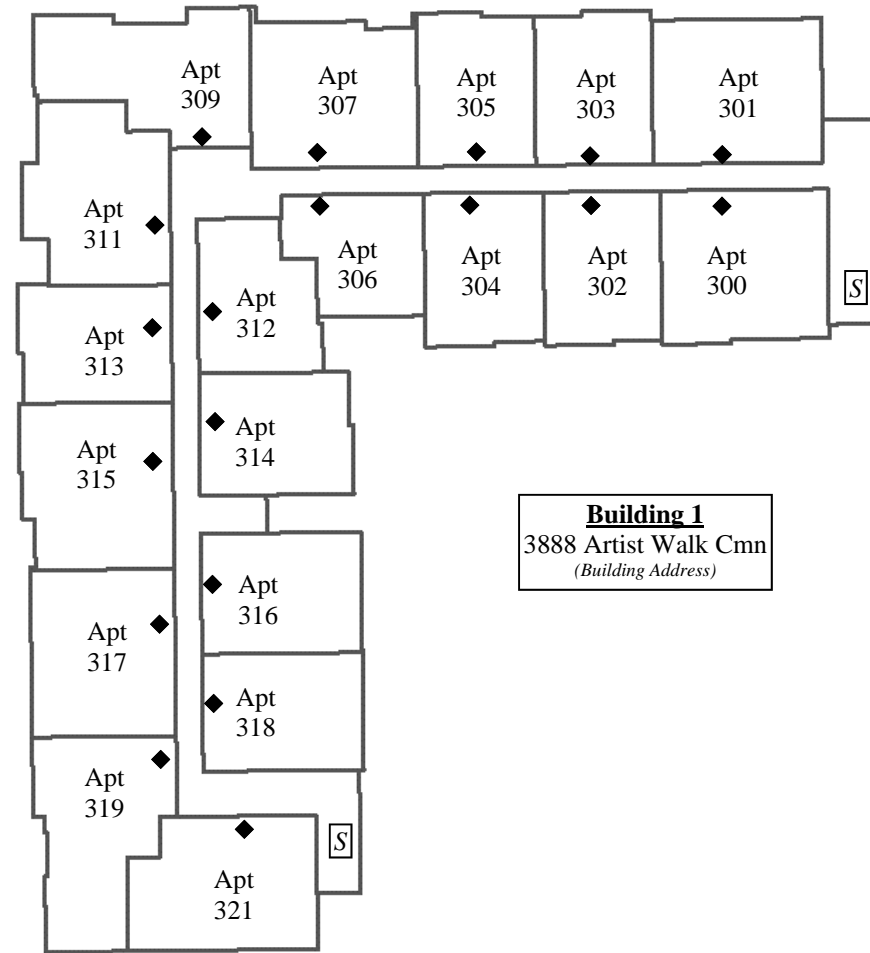 Apt
309
Apt
307
Apt
305
Apt
303
Apt
301
Apt
311
Apt
306
Apt
304
Apt
302
Apt
300
S
Apt
312
Apt
313
Apt
314
Apt
315
Building 1
3888 Artist Walk Cmn
(Building Address)
Apt
316
Apt
317
Apt
318
Apt
319
S
Apt
321